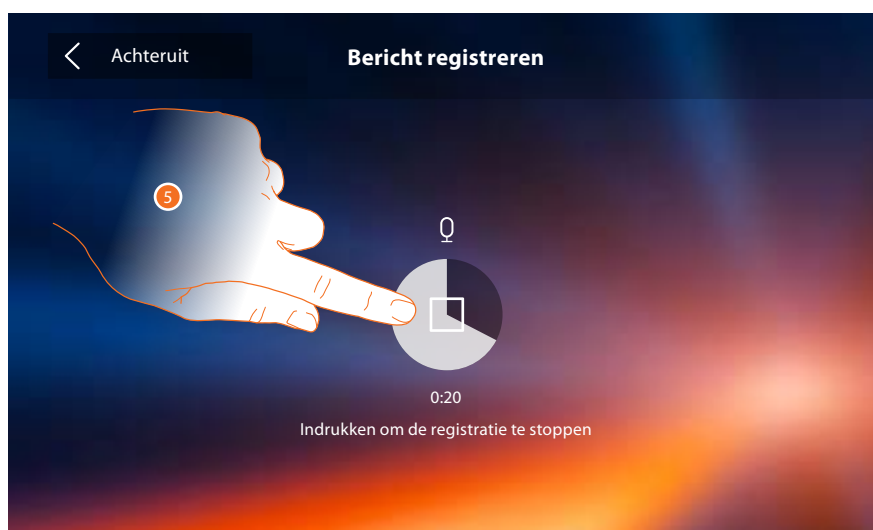 Achteruit
Bericht registreren
5
0:20
Indrukken om de registratie te stoppen